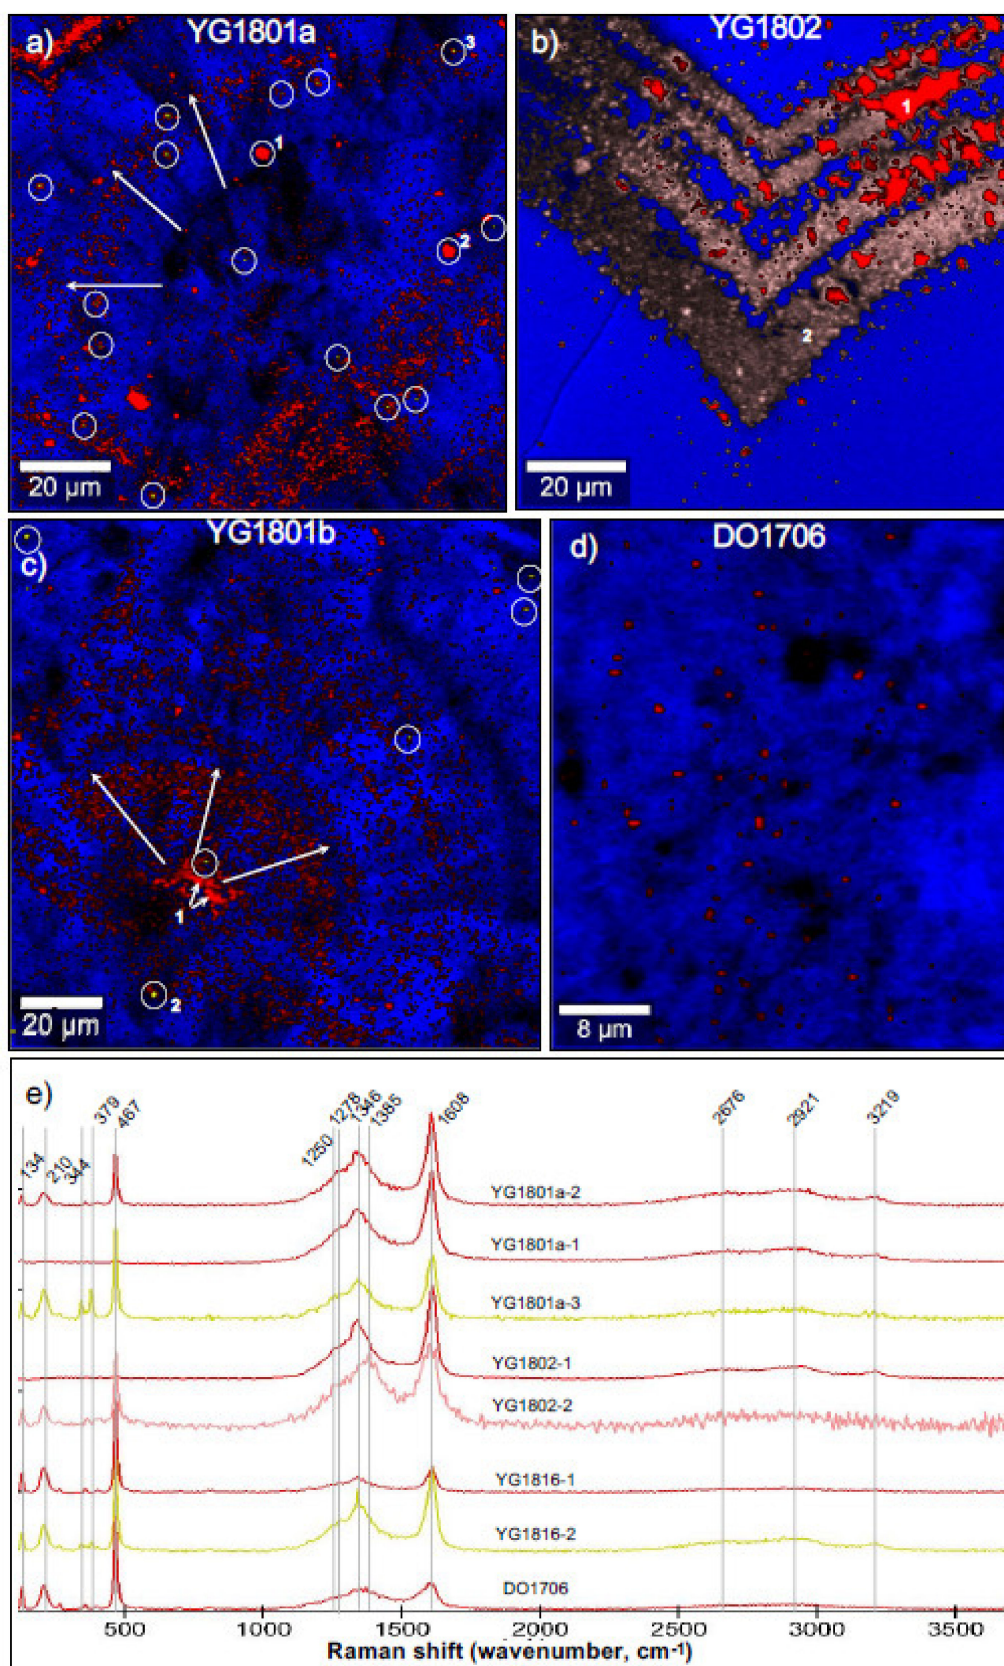 a)
YG1801a
3
1
2
20 µm
b)
YG1802
1
2
20 µm
c)
YG1801b
1
2
20 µm
d)
DO1706
8 µm
e)
134
210
344
379
467
1250
1278
1346
1385
1608
2676
2921
3219
YG1801a-2
YG1801a-1
YG1801a-3
YG1802-1
YG1802-2
YG1816-1
YG1816-2
DO1706
500 1000 1500 2000 2500 3000 3500
Raman shift (wavenumber, cm-1)